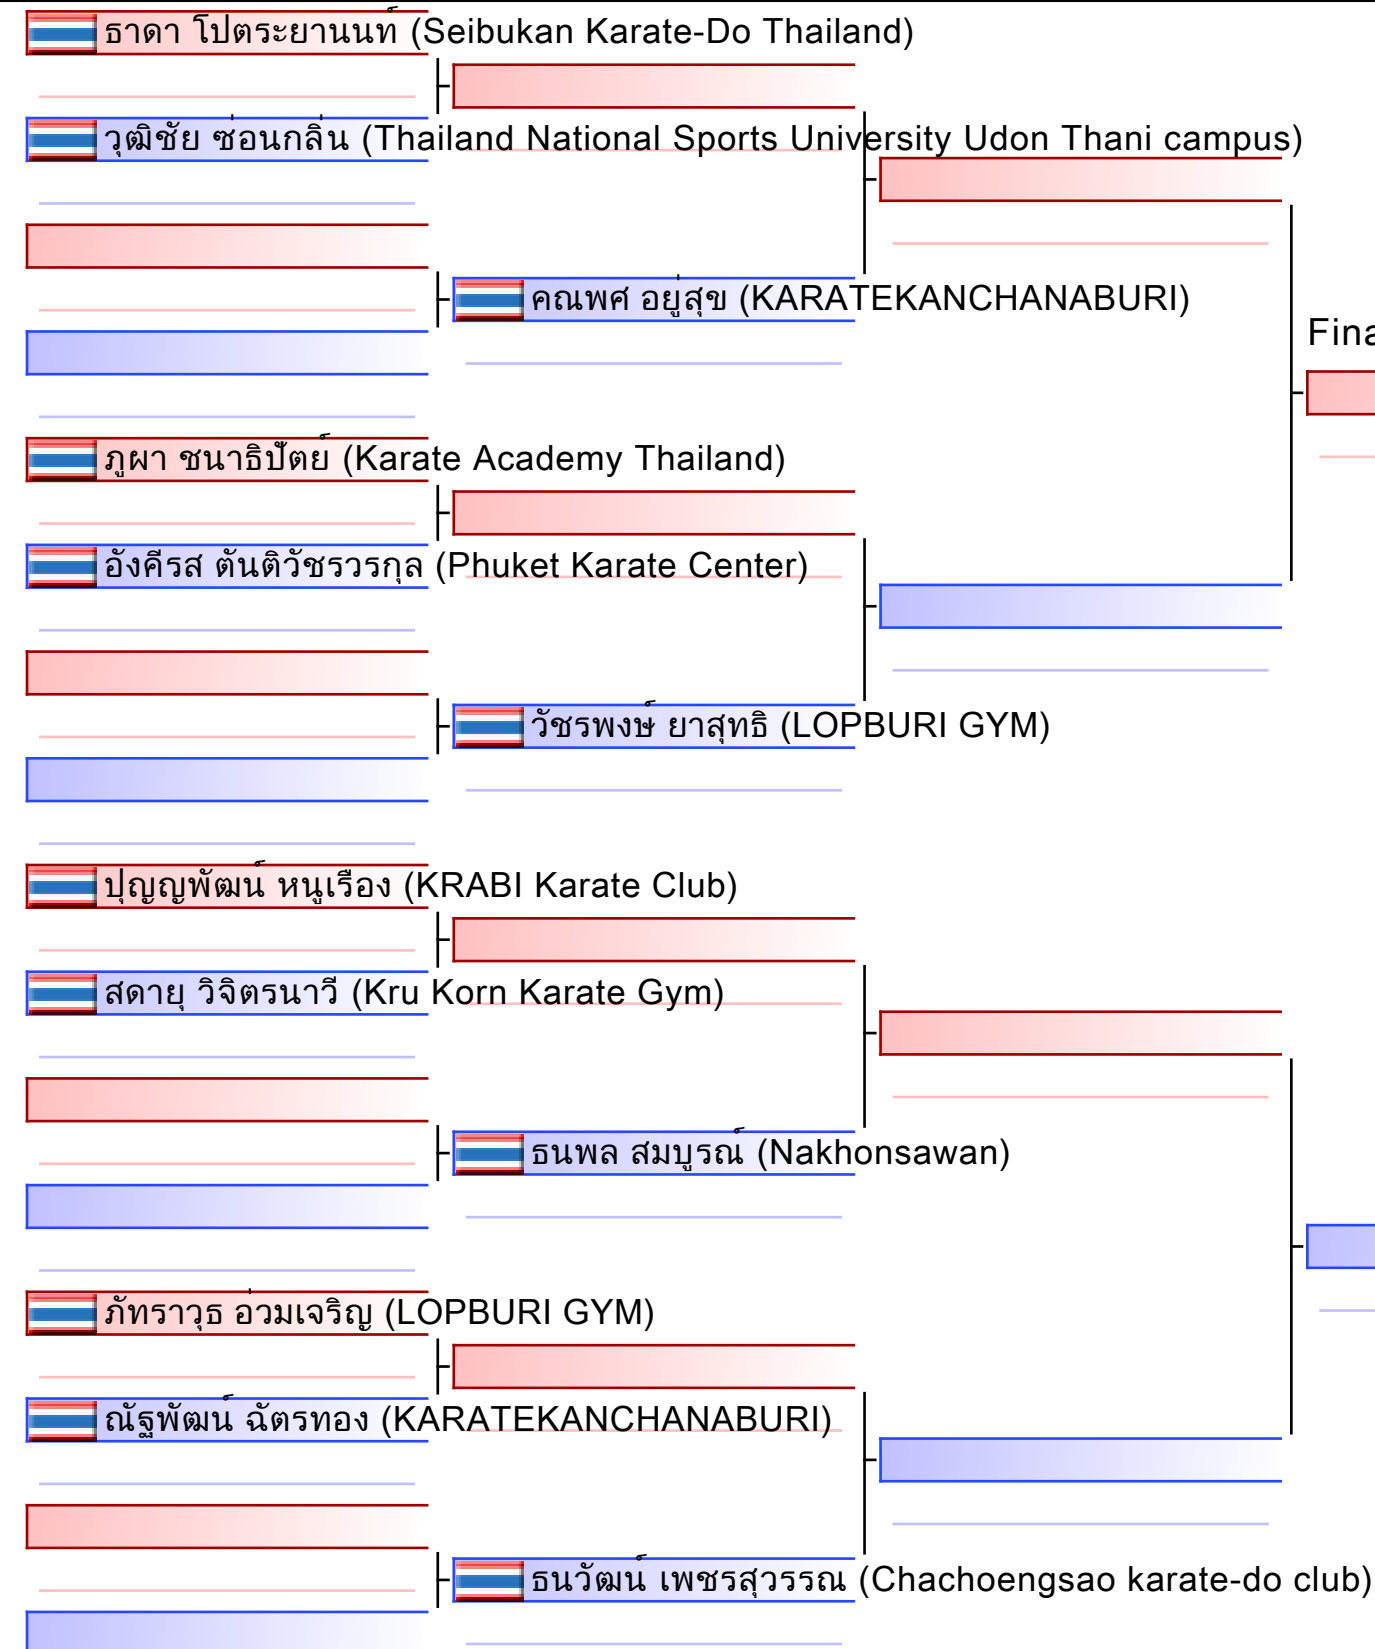 ธาดา โปตระยานนท์ (Seibukan Karate-Do Thailand)
วุฒิชัย ซ่อนกลิ่น (Thailand National Sports University Udon Thani campus)
คณพศ อยู่สุข (KARATEKANCHANABURI)
Fina
ภูผา ชนาธิปัตย์ (Karate Academy Thailand)
อังคีรส ตันติวัชรวรกุล (Phuket Karate Center)
วัชรพงษ์ ยาสุทธิ (LOPBURI GYM)
ปุญญพัฒน์ หนูเรือง (KRABI Karate Club)
สดายุ วิจิตรนาวี (Kru Korn Karate Gym)
ธนพล สมบูรณ์ (Nakhonsawan)
ภัทราวุธ อ่วมเจริญ (LOPBURI GYM)
ณัฐพัฒน์ ฉัตรทอง (KARATEKANCHANABURI)
ธนวัฒน์ เพชรสุวรรณ (Chachoengsao karate-do club)